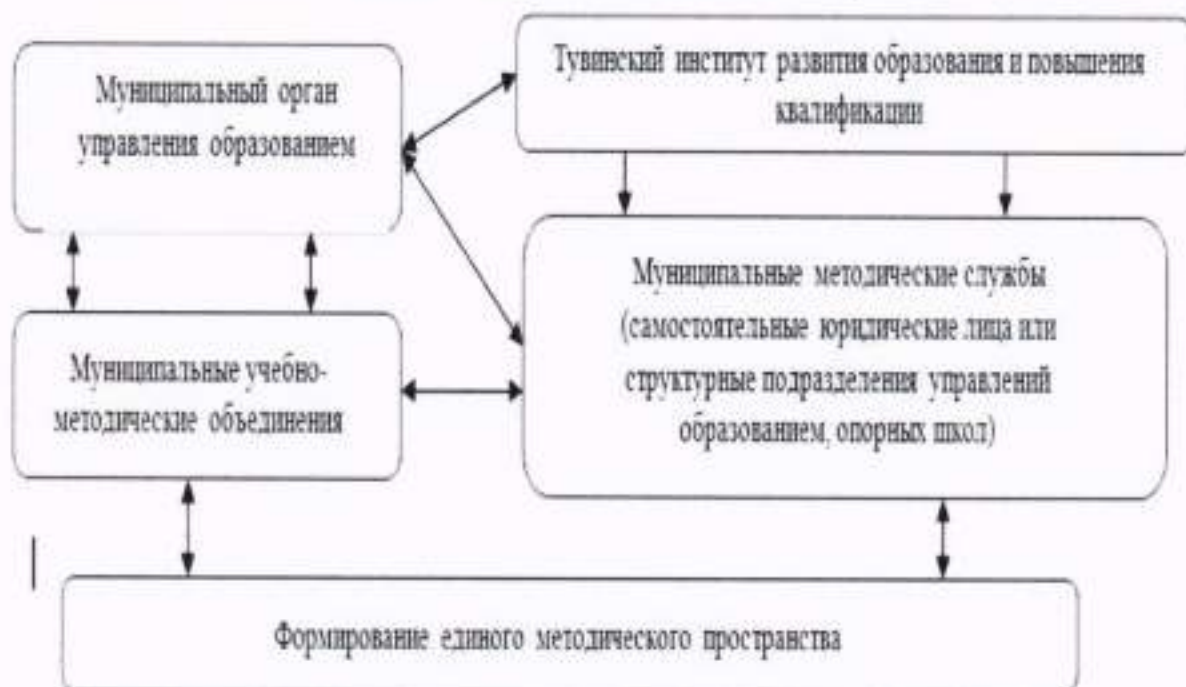 Муниципальный орган
управления образованием
Тувинский институт развития образования и повышения
квалификации
Муниципальные учебно-
методические объединения
Муниципальные методические службы
(самостоятельные юридические лица или
структурные подразделения управлений
образованием, опорных школ)
Формирование единого методического пространства